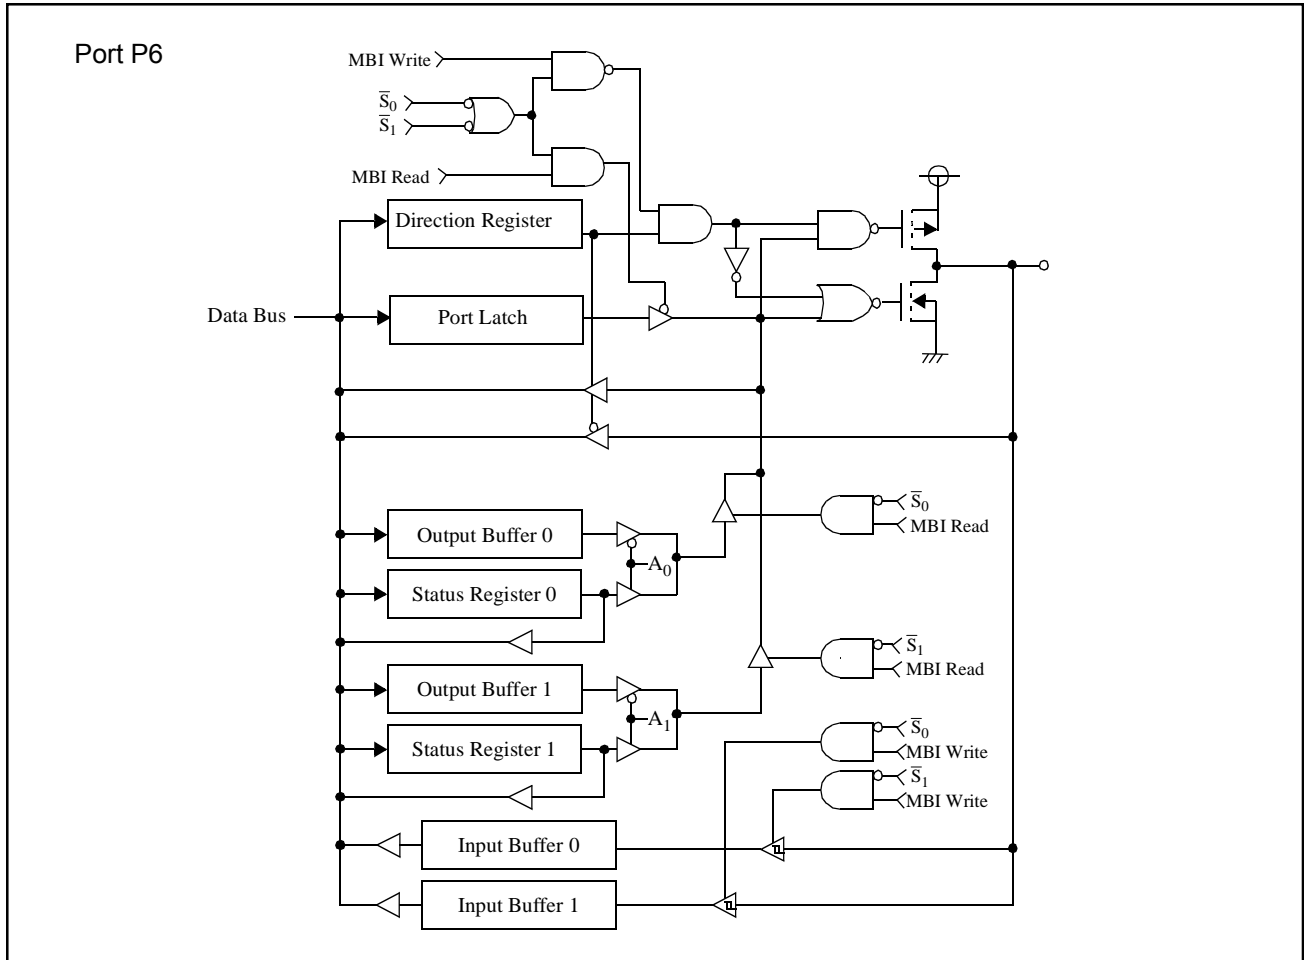 Port P6
MBI Write
S̅0
S̅1
MBI Read
Direction Register
Data Bus
Port Latch
S̅0
MBI Read
Output Buffer 0
A0
Status Register 0
S̅1
MBI Read
Output Buffer 1
A1
S̅0
Status Register 1
MBI Write
S̅1
MBI Write
Input Buffer 0
Input Buffer 1